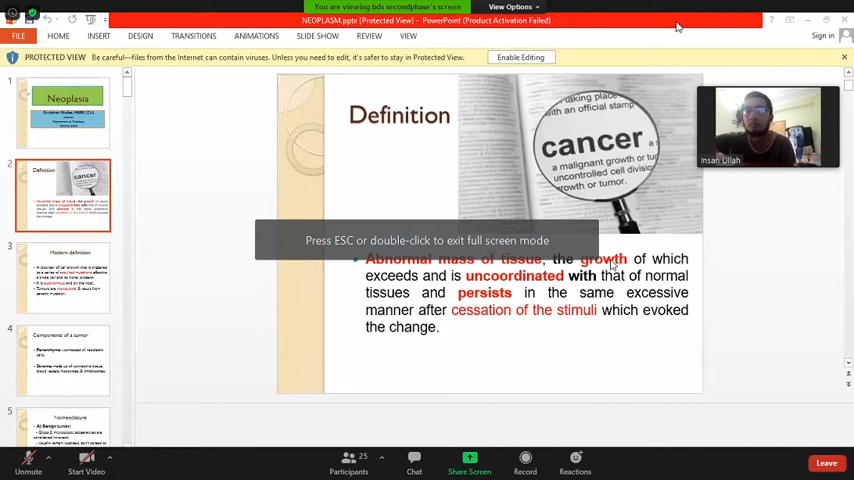 You are viewing bds secondphase's screen
View Options
NEOPLASM.pptx [Protected View] - PowerPoint (Product Activation Failed)
FILE
HOME
INSERT
DESIGN
TRANSITIONS
ANIMATIONS
SLIDE SHOW
REVIEW
VIEW
Sign in
PROTECTED VIEW Be careful—files from the Internet can contain viruses. Unless you need to edit, it's safer to stay in Protected View.
Enable Editing
1
Neoplasia
2
Definition
cancer
3
Modern definition
4
Components of a tumor
5
Nomenclature
A) Benign tumor:
Definition
taking place
with an official stamp
cancer
a malignant growth or
uncontrolled cell division
growth or tumor.
Insan Ullah
Press ESC or double-click to exit full screen mode
Abnormal mass of tissue, the growth of which
exceeds and is uncoordinated with that of normal
tissues and persists in the same excessive
manner after cessation of the stimuli which evoked
the change.
Unmute
Start Video
25
Participants
Chat
Share Screen
Record
Reactions
Leave